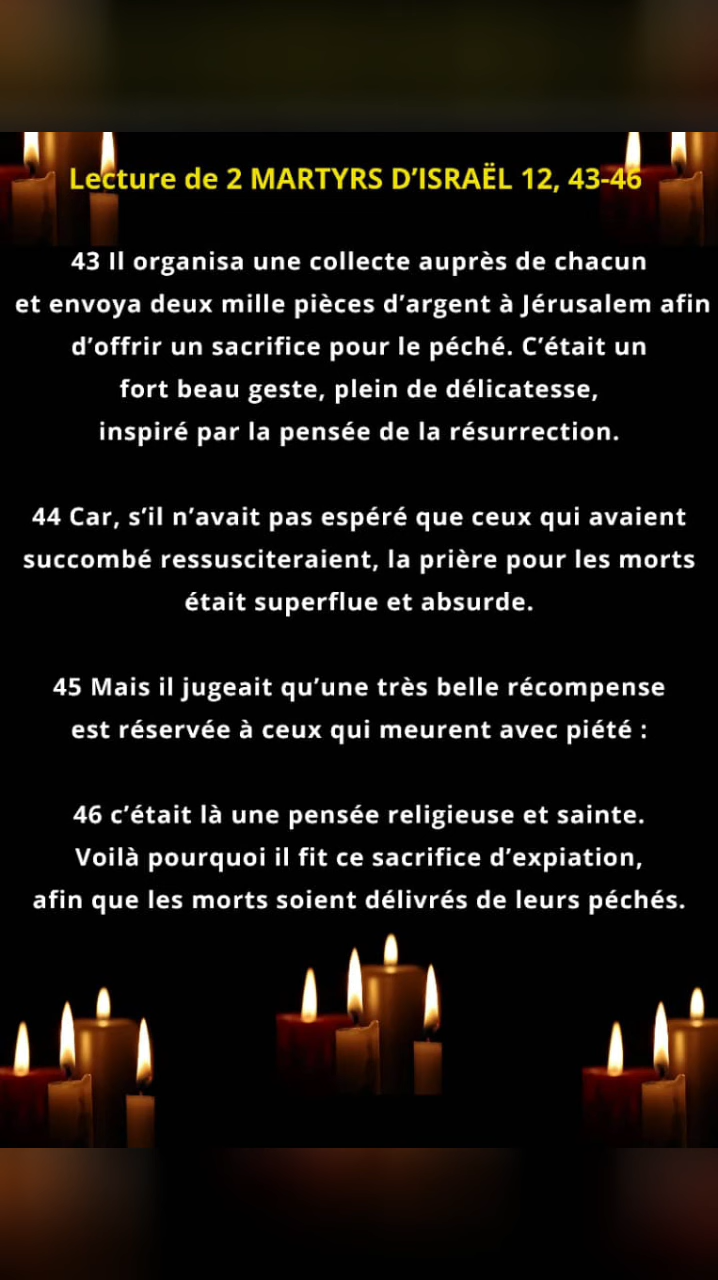 Lecture de 2 MARTYRS D’ISRAËL 12, 43-46
43 Il organisa une collecte auprès de chacun
et envoya deux mille pièces d’argent à Jérusalem afin
d’offrir un sacrifice pour le péché. C’était un
fort beau geste, plein de délicatesse,
inspiré par la pensée de la résurrection.
44 Car, s’il n’avait pas espéré que ceux qui avaient
succombé ressusciteraient, la prière pour les morts
était superflue et absurde.
45 Mais il jugeait qu’une très belle récompense
est réservée à ceux qui meurent avec piété :
46 c’était là une pensée religieuse et sainte.
Voilà pourquoi il fit ce sacrifice d’expiation,
afin que les morts soient délivrés de leurs péchés.